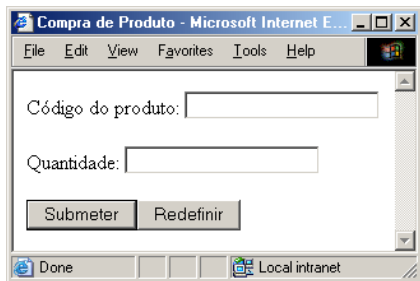 Compra de Produto - Microsoft Internet E...
File Edit View Favorites Tools Help
Código do produto:
Quantidade:
Submeter Redefinir
Done Local intranet